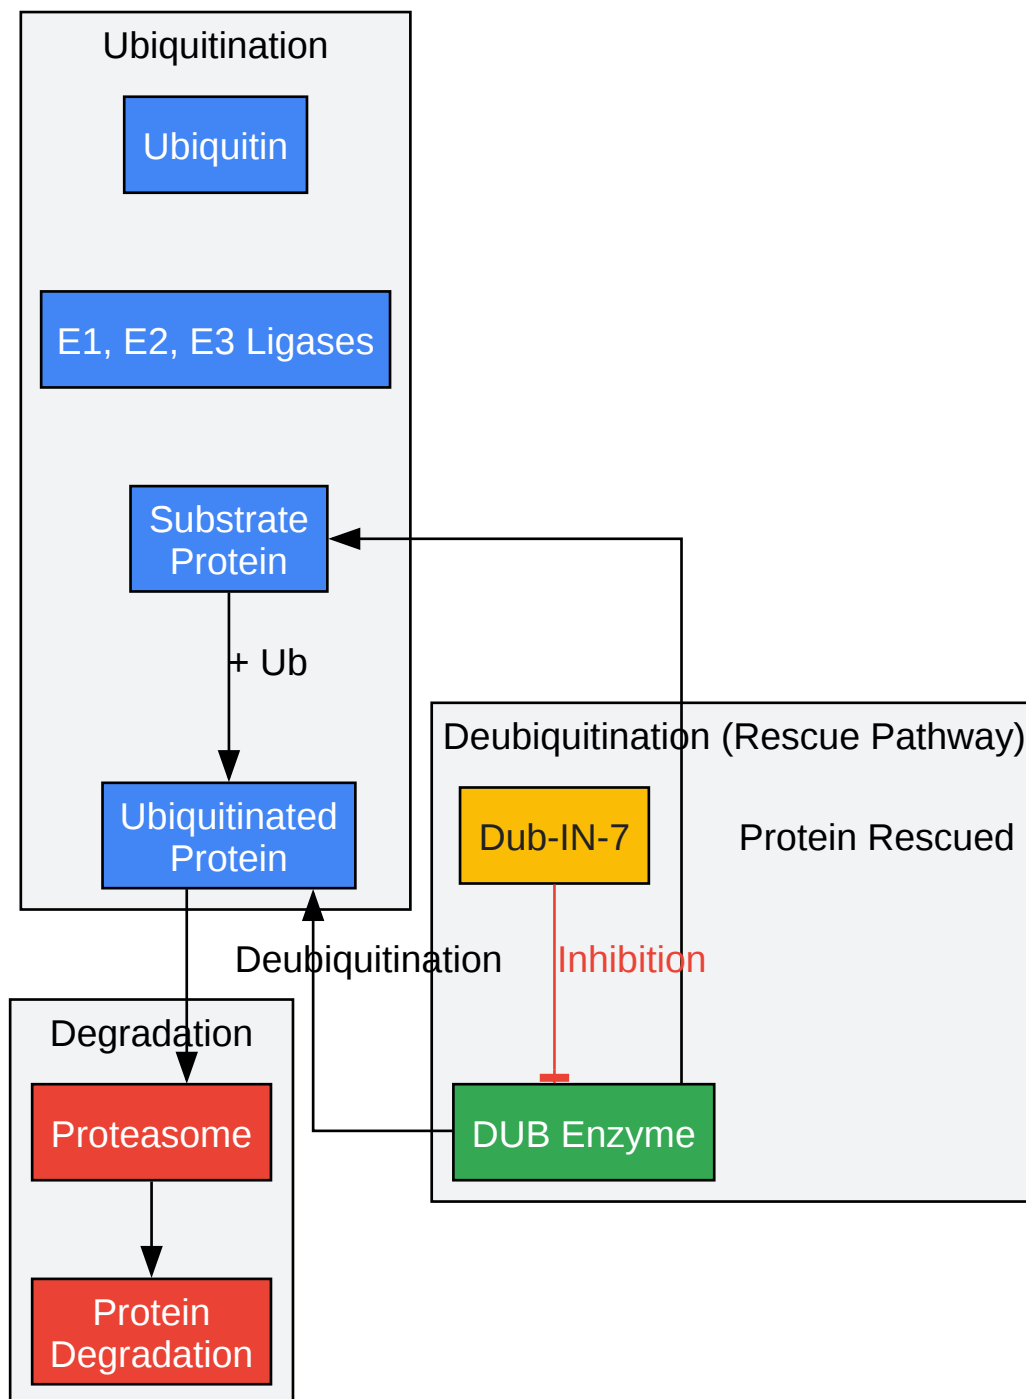 Ubiquitination
Ubiquitin
E1, E2, E3 Ligases
Substrate
Protein
+ Ub
Ubiquitinated
Protein
Deubiquitination (Rescue Pathway)
Dub-IN-7
Protein Rescued
Deubiquitination
Inhibition
DUB Enzyme
Degradation
Proteasome
Protein
Degradation